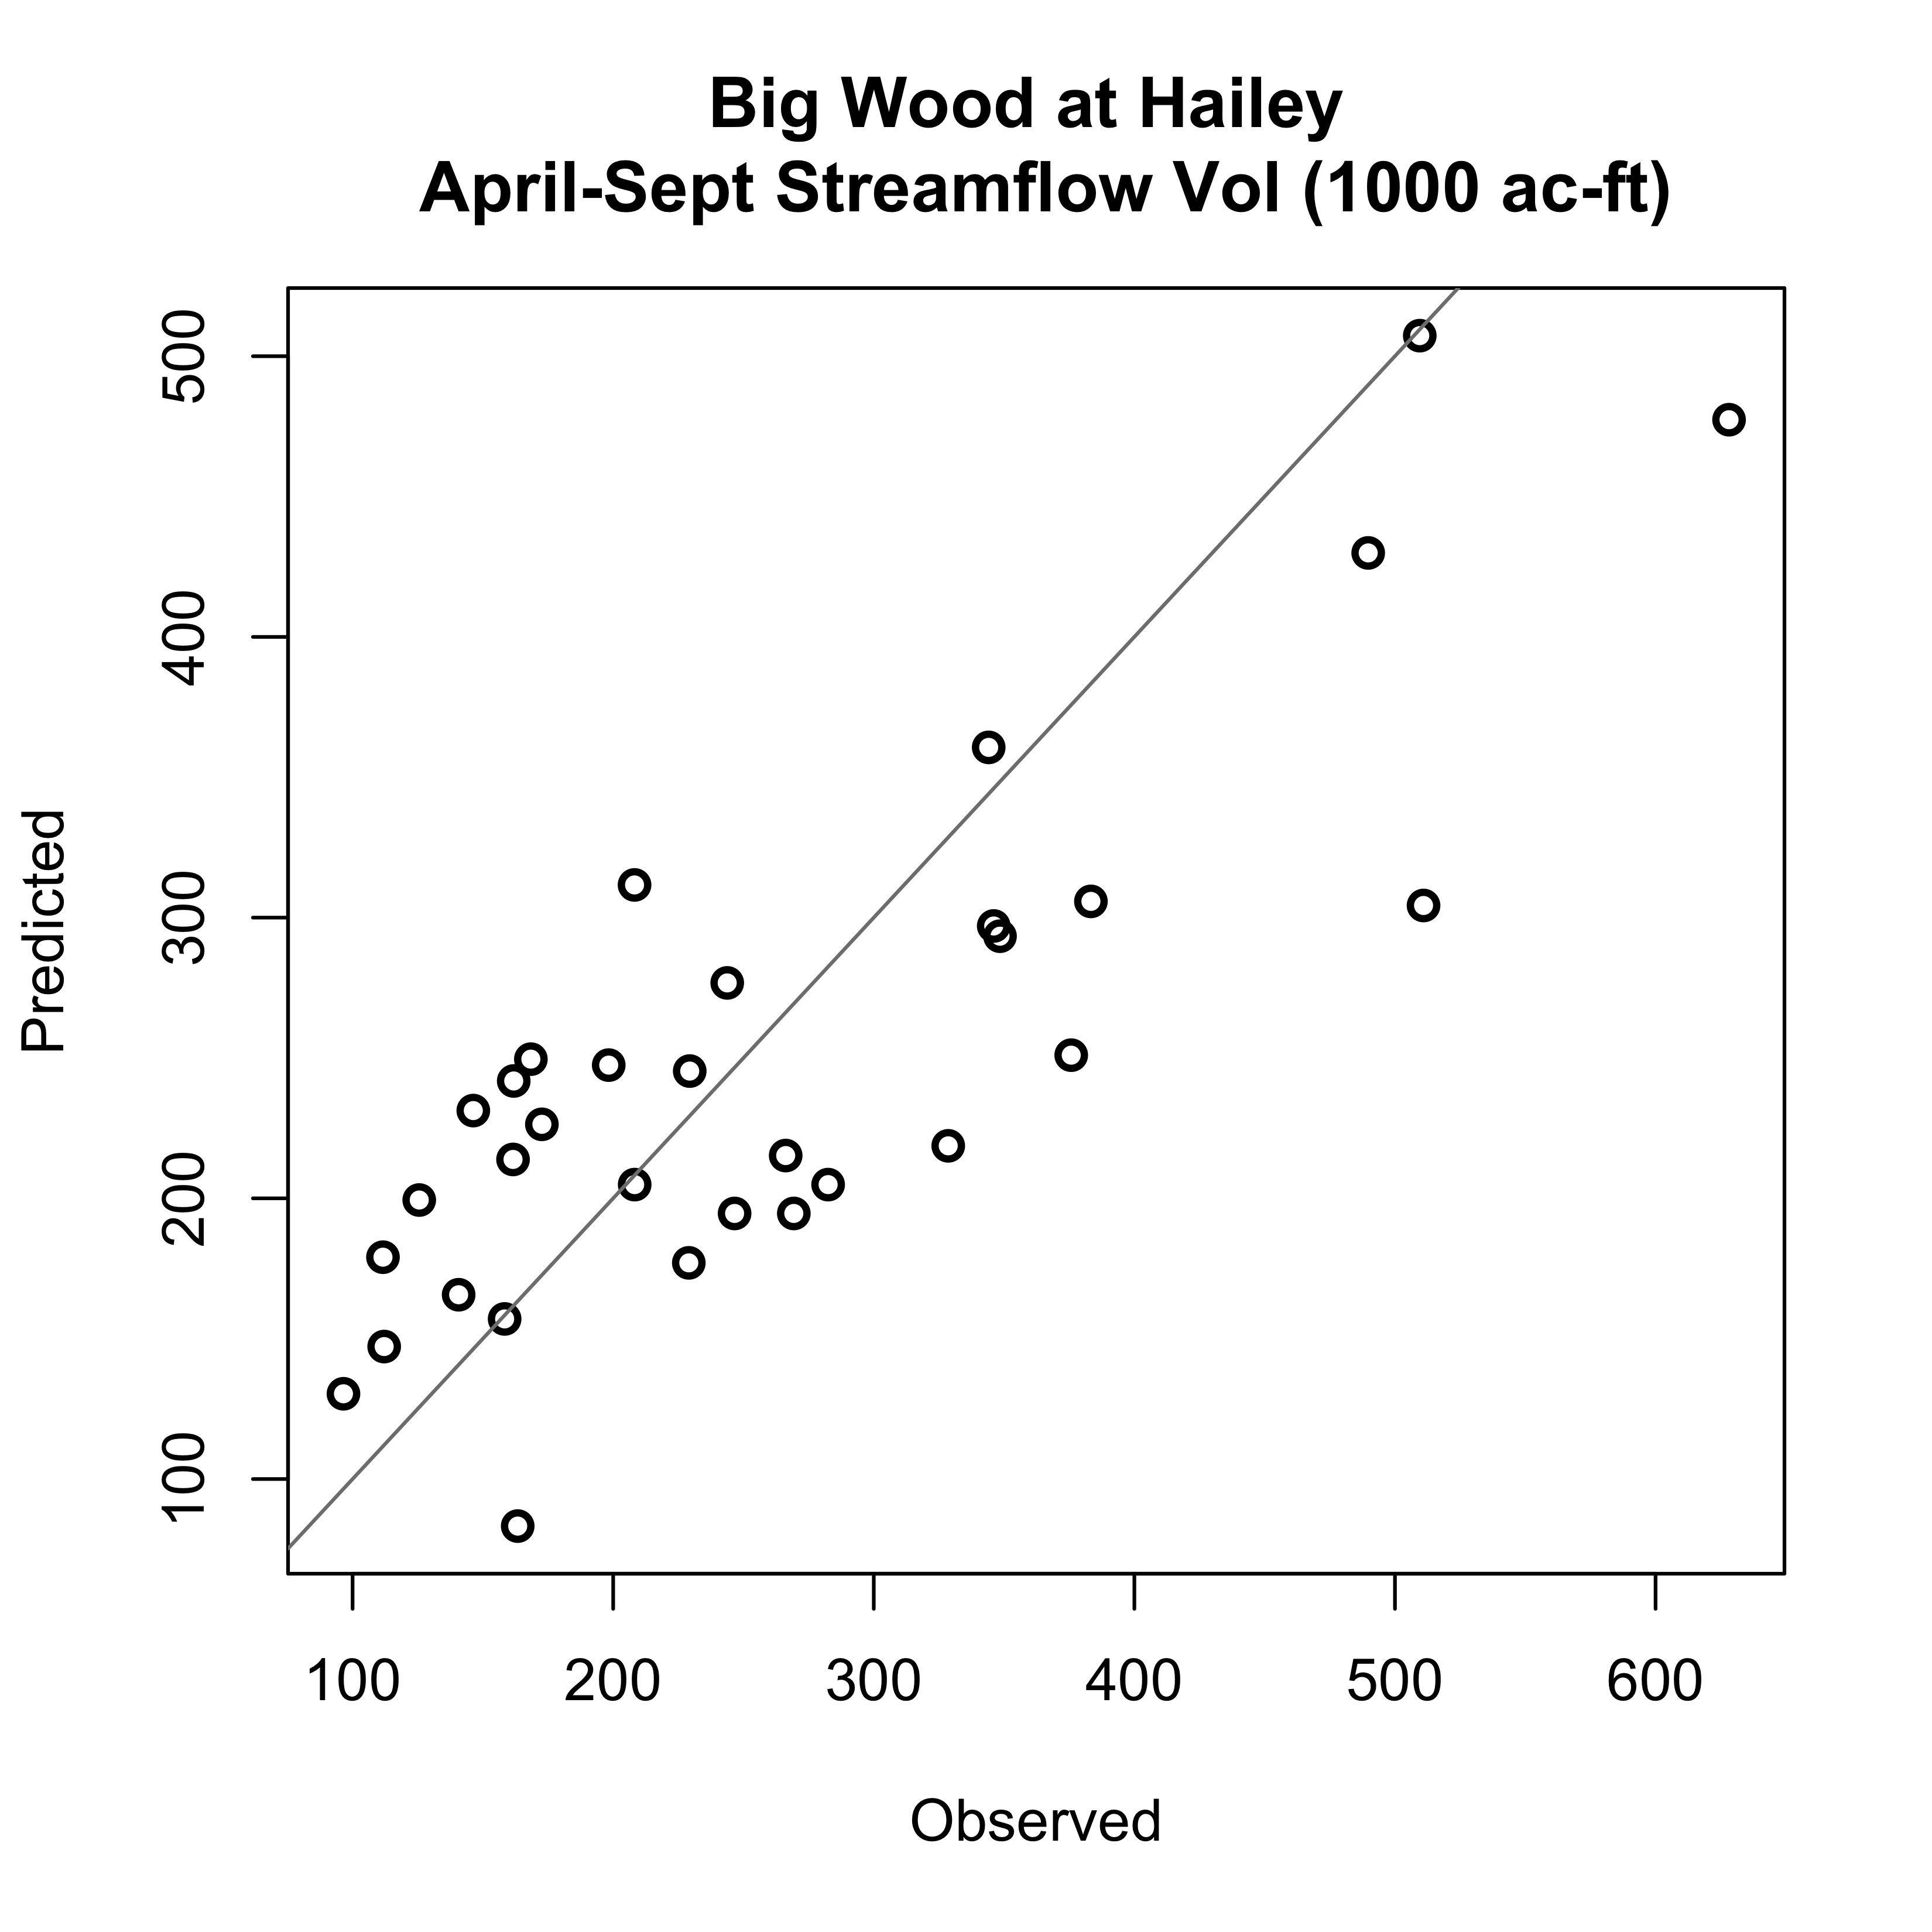 Big Wood at Hailey
April-Sept Streamflow Vol (1000 ac-ft)
Predicted
500
400
300
200
100
100 200 300 400 500 600
Observed